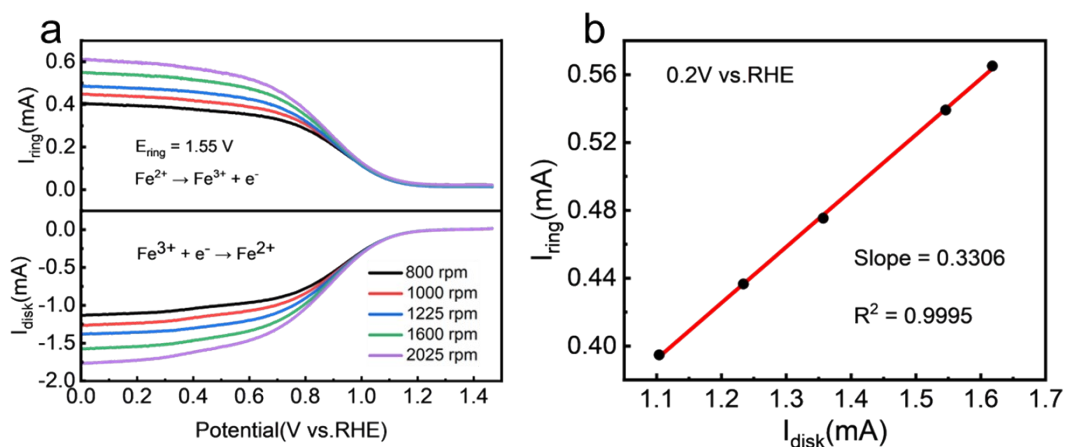 a
I_ring(mA)
0.6
0.4
0.2
0.0
E_ring = 1.55 V
Fe²⁺ → Fe³⁺ + e⁻
I_disk(mA)
0.0
-0.5
-1.0
-1.5
-2.0
Fe³⁺ + e⁻ → Fe²⁺
800 rpm
1000 rpm
1225 rpm
1600 rpm
2025 rpm
0.0 0.2 0.4 0.6 0.8 1.0 1.2 1.4
Potential(V vs.RHE)
b
I_ring(mA)
0.56
0.52
0.48
0.44
0.40
0.2V vs.RHE
Slope = 0.3306
R² = 0.9995
1.1 1.2 1.3 1.4 1.5 1.6 1.7
I_disk(mA)